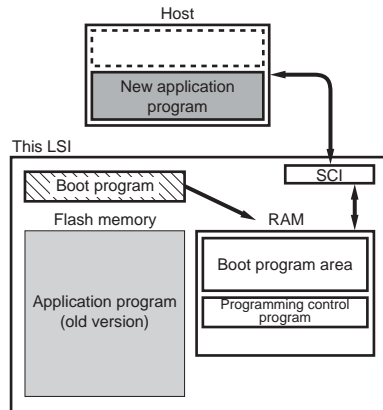 Host
New application
program
This LSI
SCI
Boot program
Flash memory
RAM
Application program
(old version)
Boot program area
Programming control
program